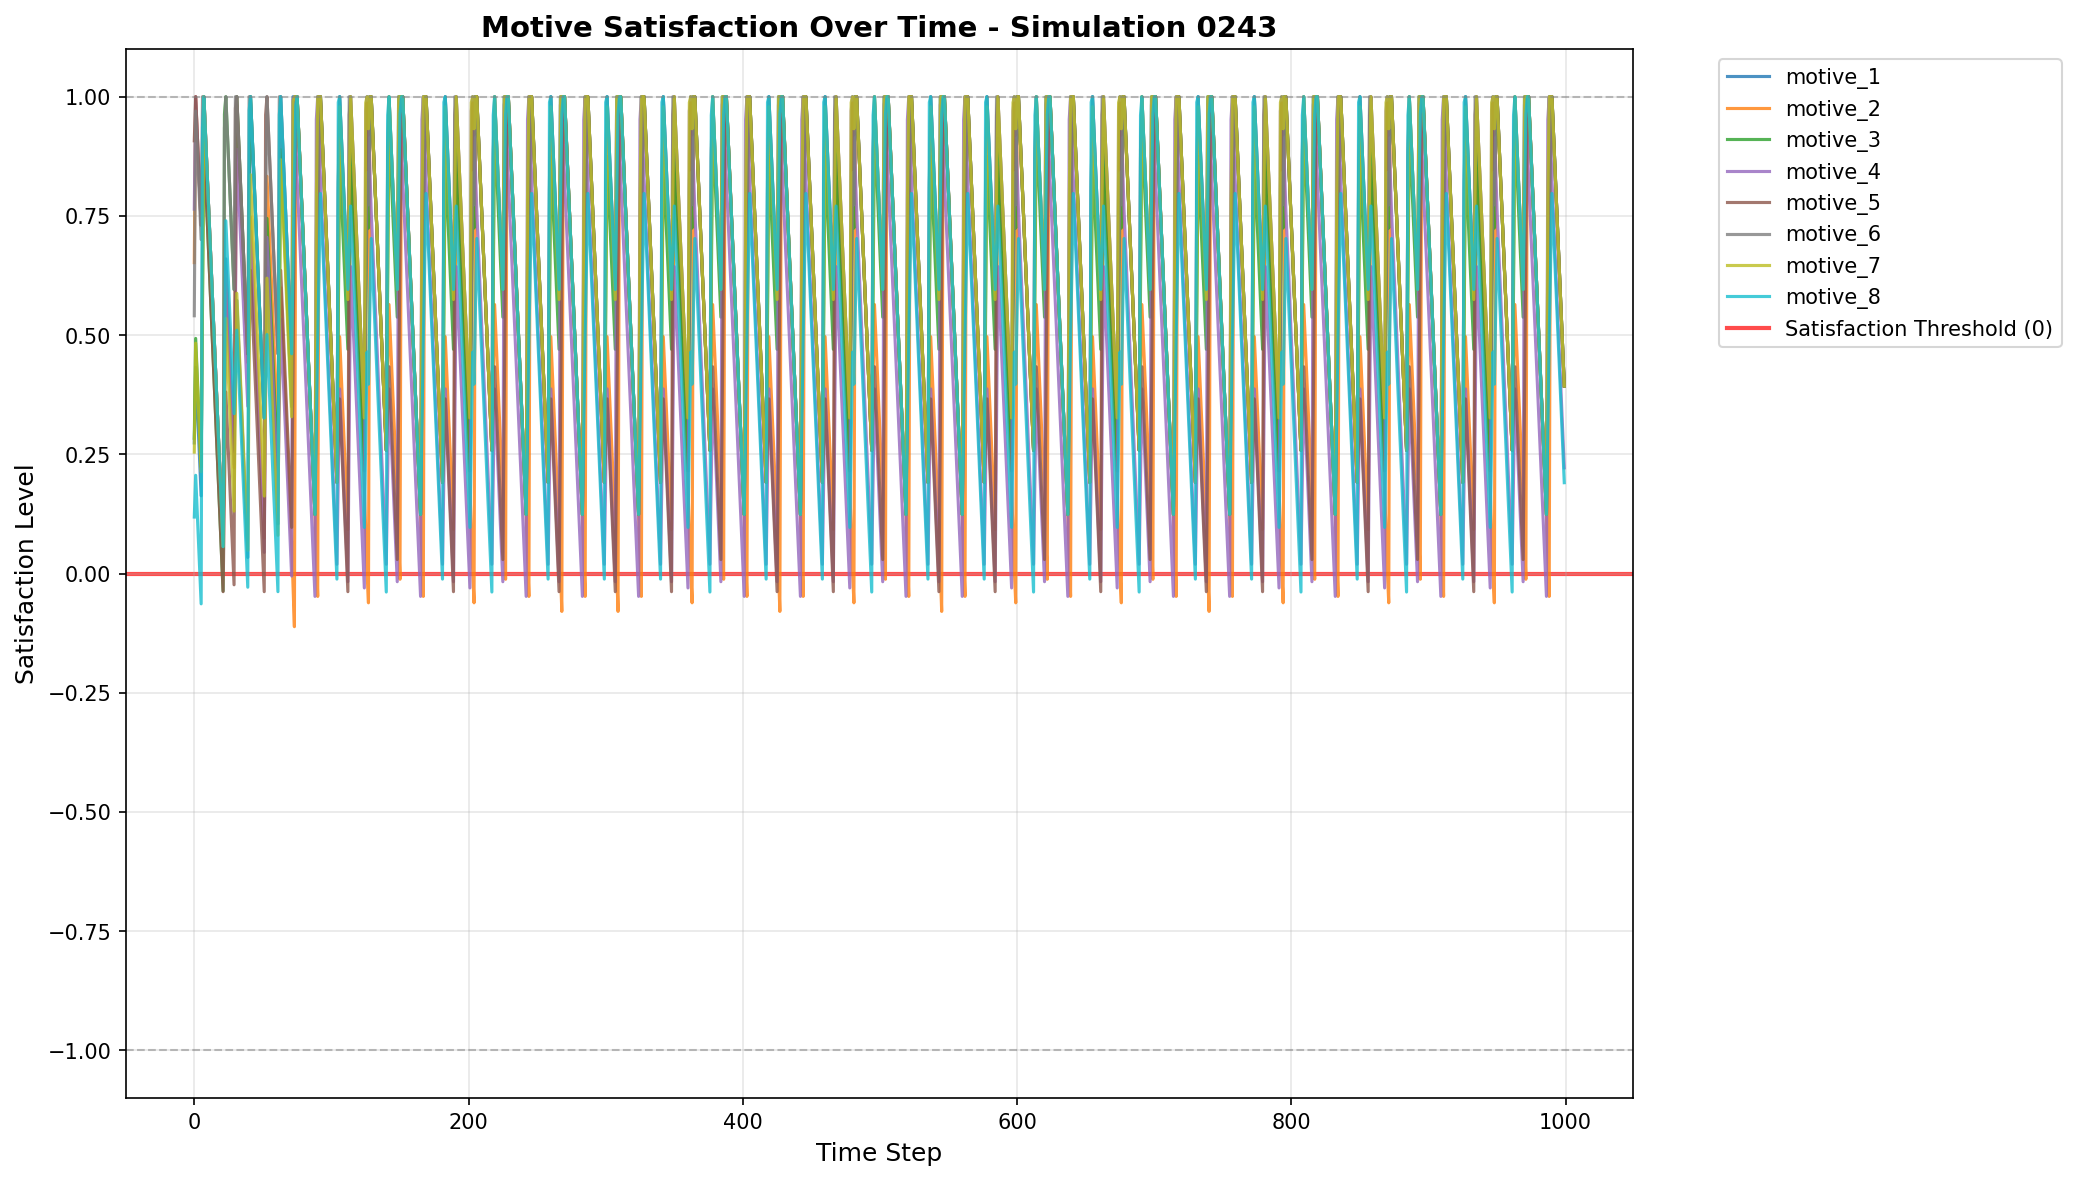 Motive Satisfaction Over Time - Simulation 0243
Satisfaction Level
1.00
0.75
0.50
0.25
0.00
−0.25
−0.50
−0.75
−1.00
0
200
400
600
800
1000
Time Step
motive_1
motive_2
motive_3
motive_4
motive_5
motive_6
motive_7
motive_8
Satisfaction Threshold (0)